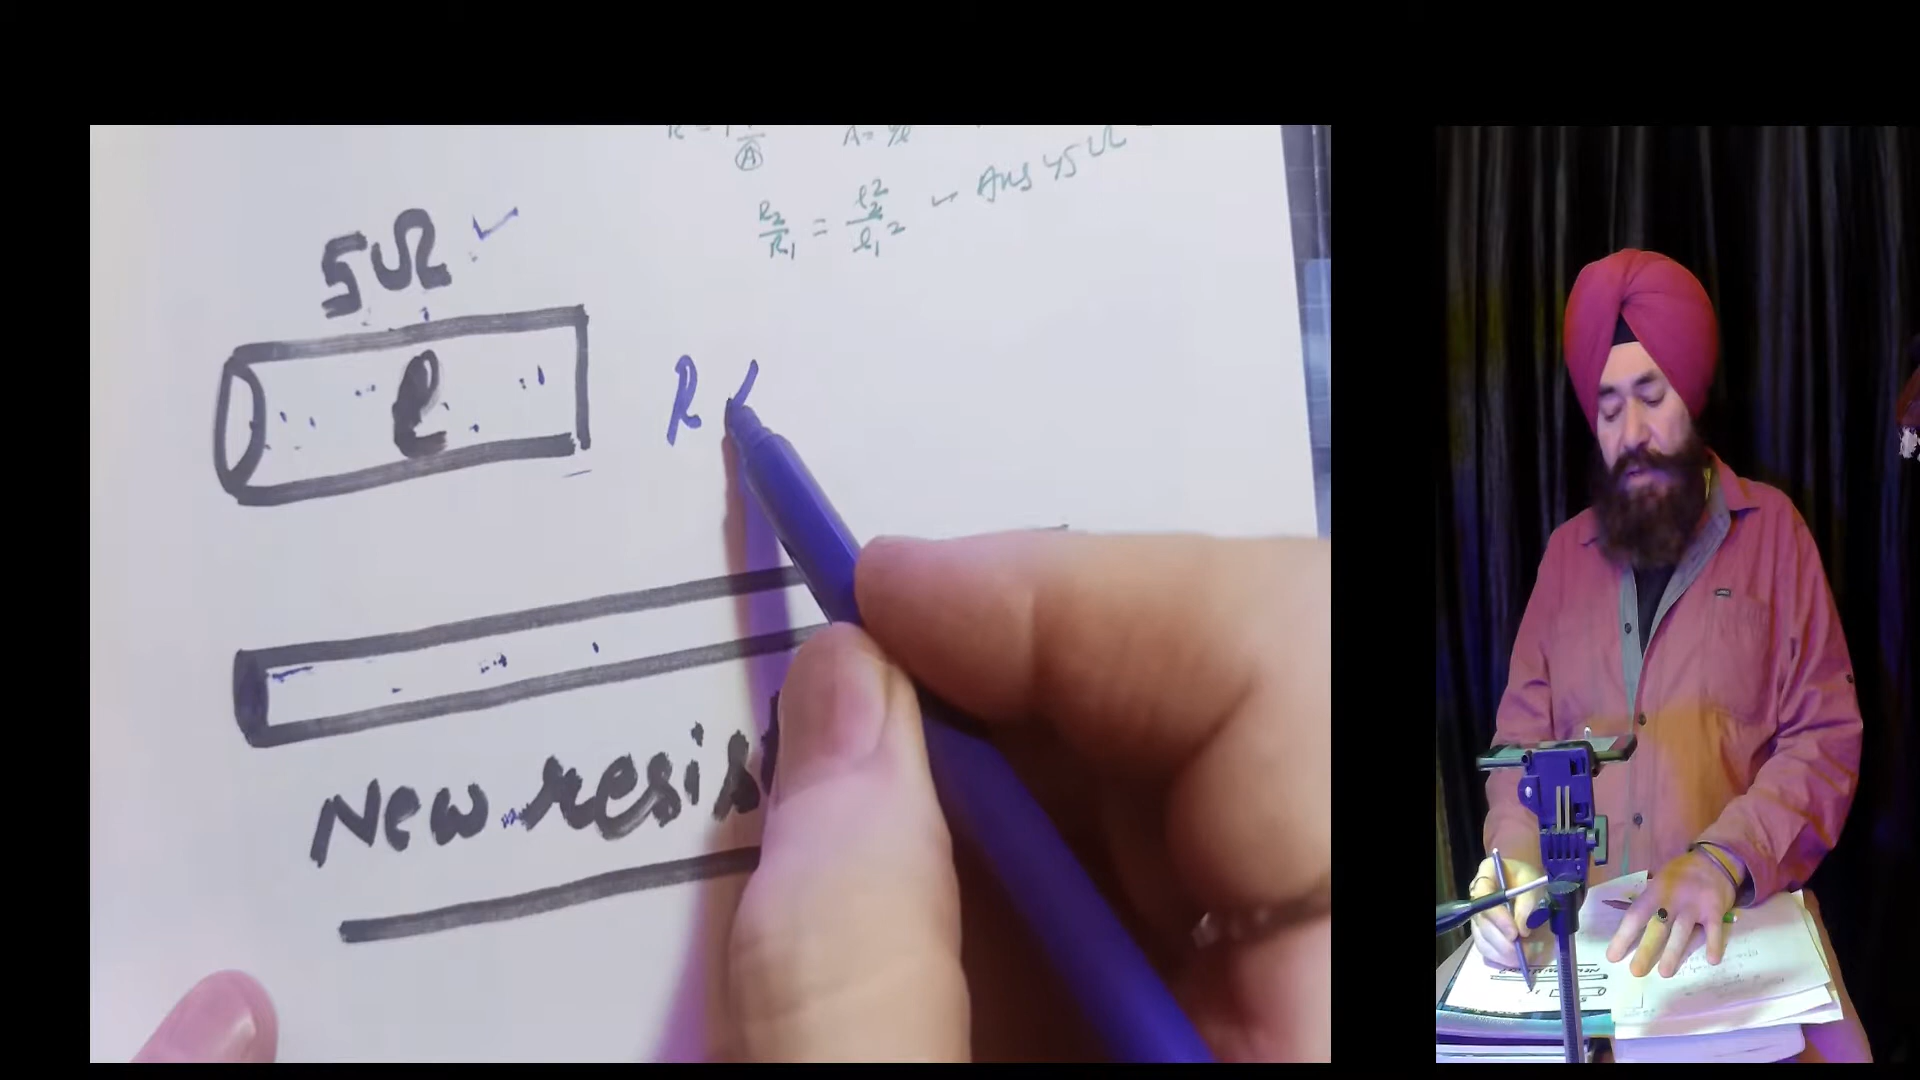 A = V/l
R₂/R₁ = l₂²/l₁² ✓ Ans 45 Ω
5Ω ✓
l
R
New resis